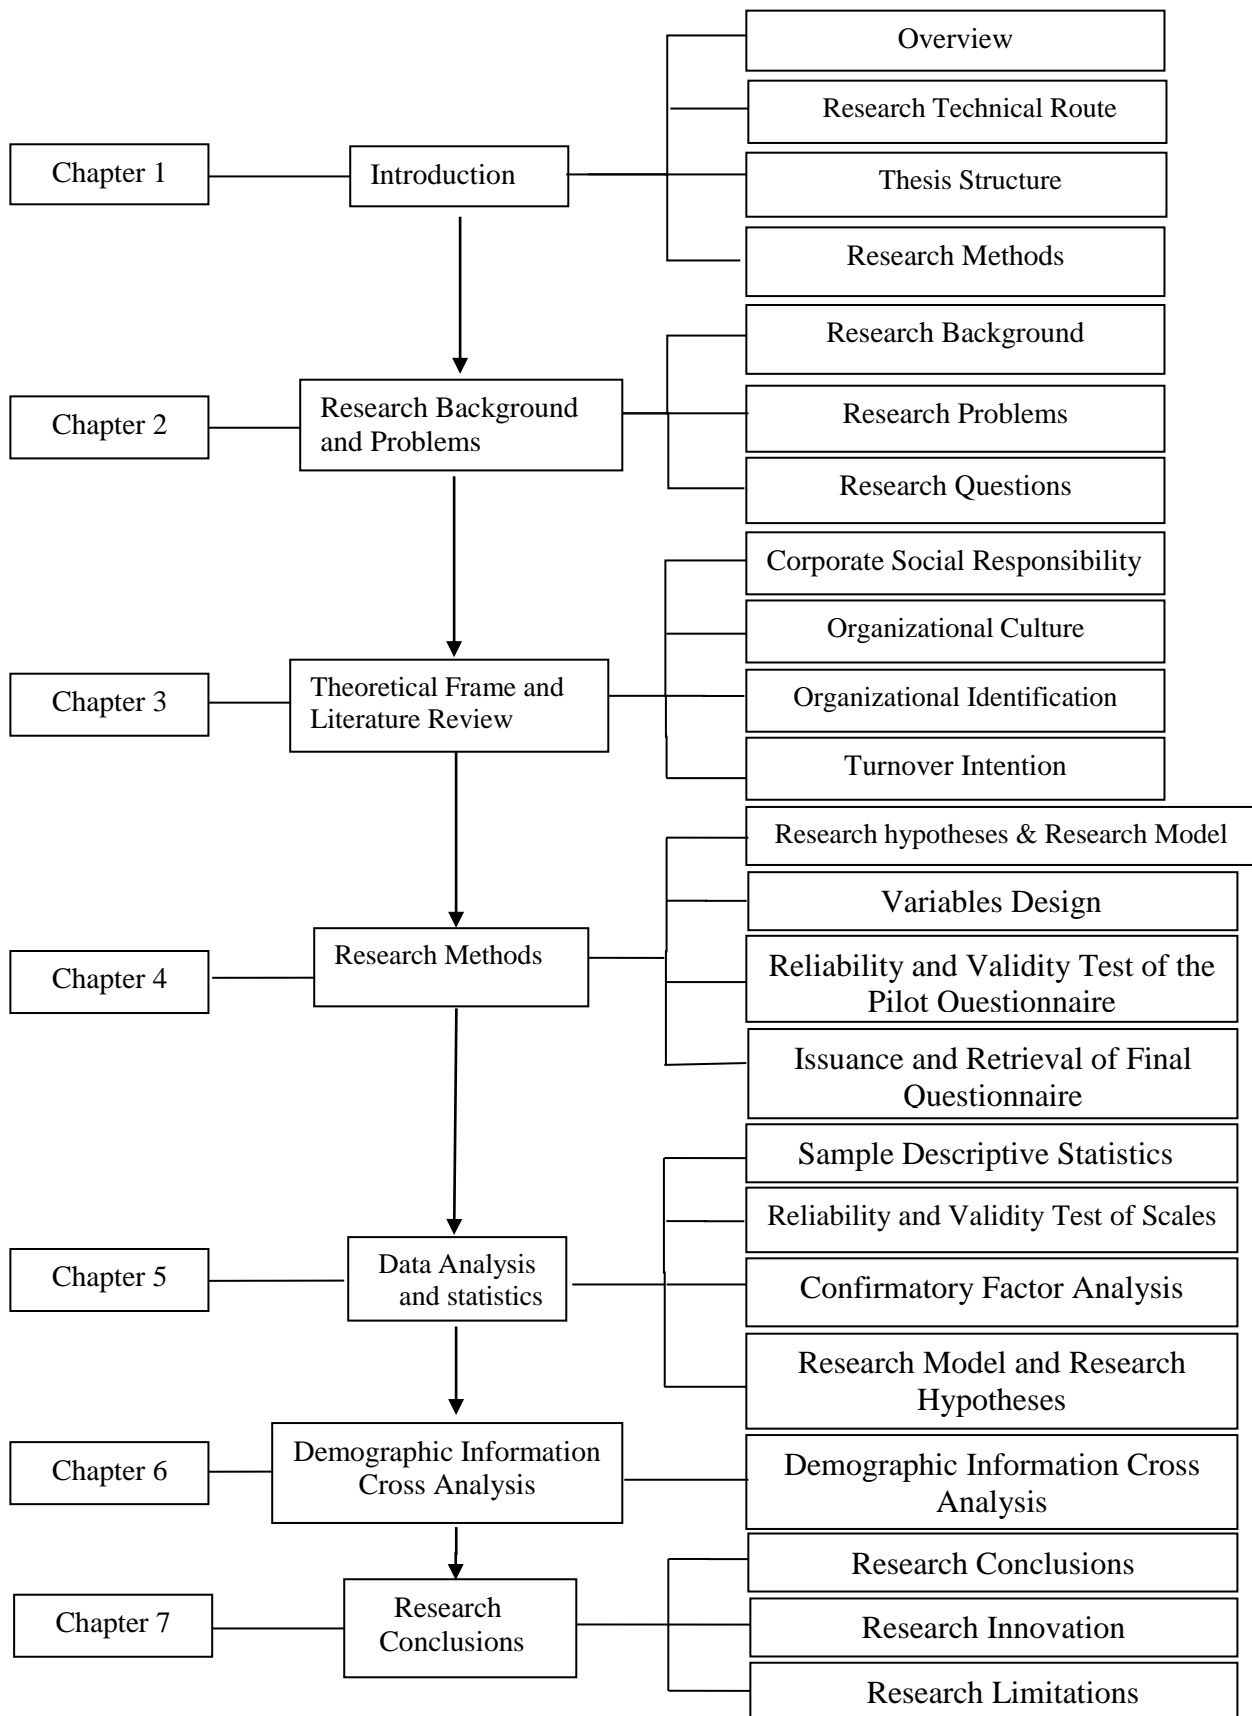 Overview
Research Technical Route
Chapter 1
Introduction
Thesis Structure
Research Methods
Research Background
Chapter 2
Research Background
and Problems
Research Problems
Research Questions
Corporate Social Responsibility
Organizational Culture
Chapter 3
Theoretical Frame and
Literature Review
Organizational Identification
Turnover Intention
Research hypotheses & Research Model
Variables Design
Chapter 4
Research Methods
Reliability and Validity Test of the
Pilot Questionnaire
Issuance and Retrieval of Final
Questionnaire
Sample Descriptive Statistics
Reliability and Validity Test of Scales
Chapter 5
Data Analysis
and statistics
Confirmatory Factor Analysis
Research Model and Research
Hypotheses
Chapter 6
Demographic Information
Cross Analysis
Demographic Information Cross
Analysis
Research Conclusions
Chapter 7
Research
Conclusions
Research Innovation
Research Limitations